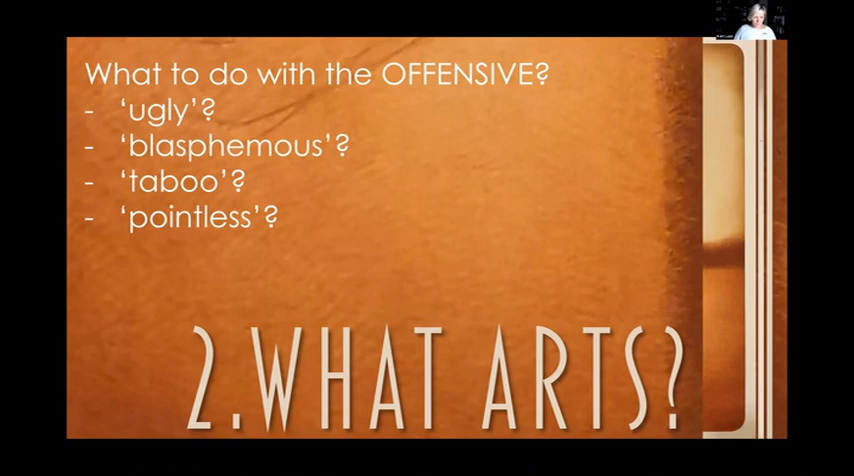 What to do with the OFFENSIVE?
- ‘ugly’?
- ‘blasphemous’?
- ‘taboo’?
- ‘pointless’?
2.WHAT ARTS?